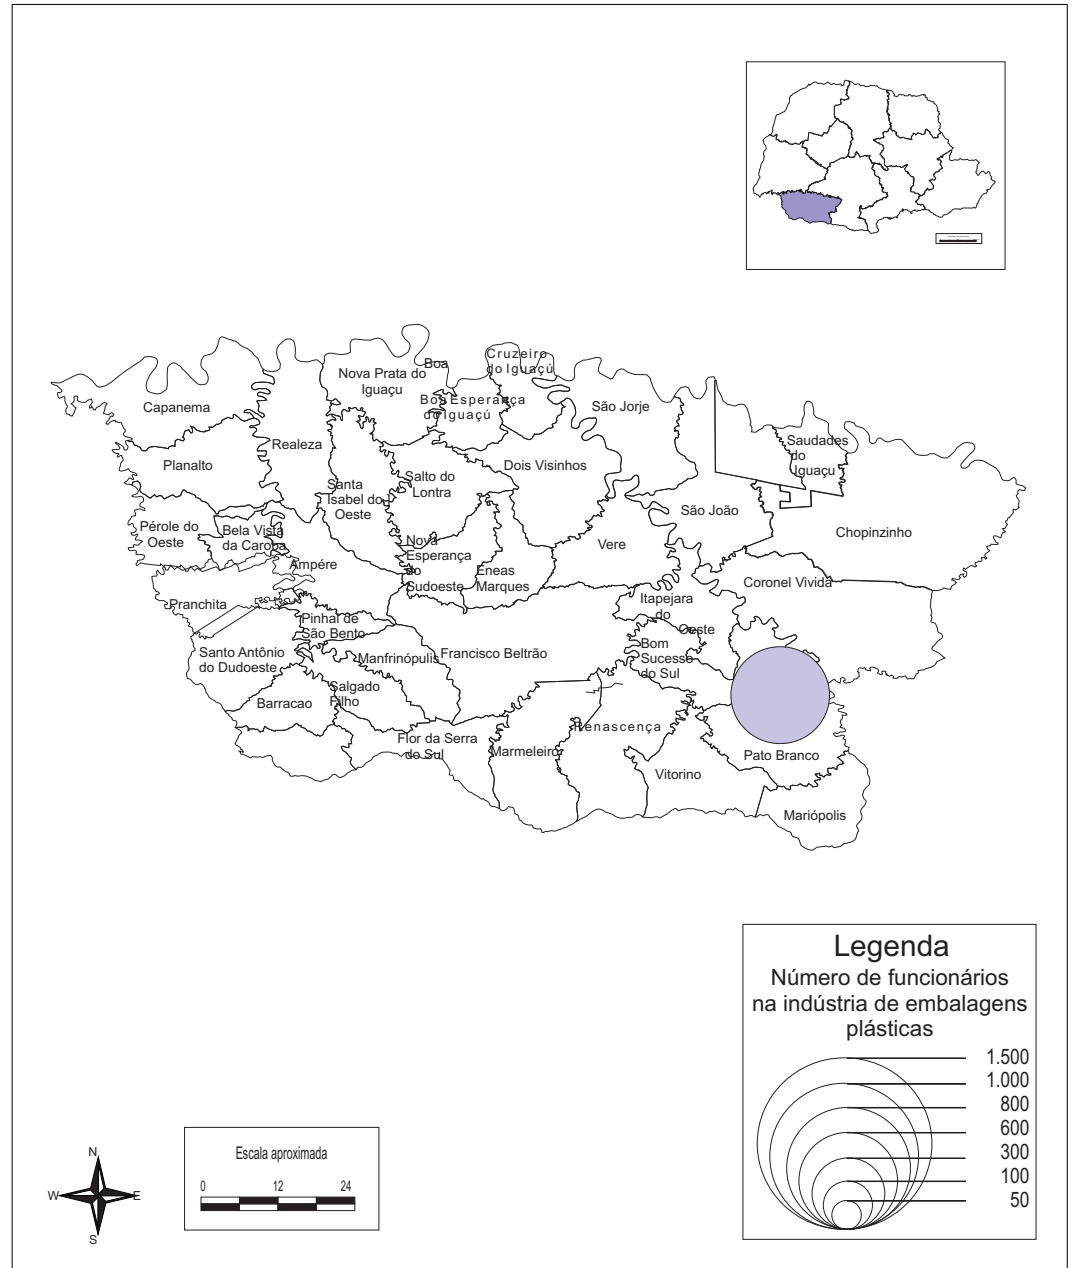 Cruzeiro
do Iguaçú
Boa
Nova Prata do
Iguaçu
Boa Esperança
do Iguaçú
São Jorje
Capanema
Saudades
do
Iguaçu
Realeza
Planalto
Dois Visinhos
Salto do
Lontra
Santa
Isabel do
Oeste
São João
Pérole do
Oeste
Bela Vista
da Caroba
Chopinzinho
Nova
Esperança
do
Sudoeste
Vere
Ampére
Eneas
Marques
Coronel Vivida
Pranchita
Itapejara
do
Oeste
Pinhal de
São Bento
Bom
Sucesso
do Sul
Santo Antônio
do Dudoeste
Manfrinópulis
Francisco Beltrão
Salgado
Filho
Barracao
Renascença
Flor da Serra
do Sul
Marmeleiro
Pato Branco
Vitorino
Mariópolis
Legenda
Número de funcionários
na indústria de embalagens
plásticas
1.500
1.000
800
600
300
100
50
Escala aproximada
0 12 24
N
W E
S